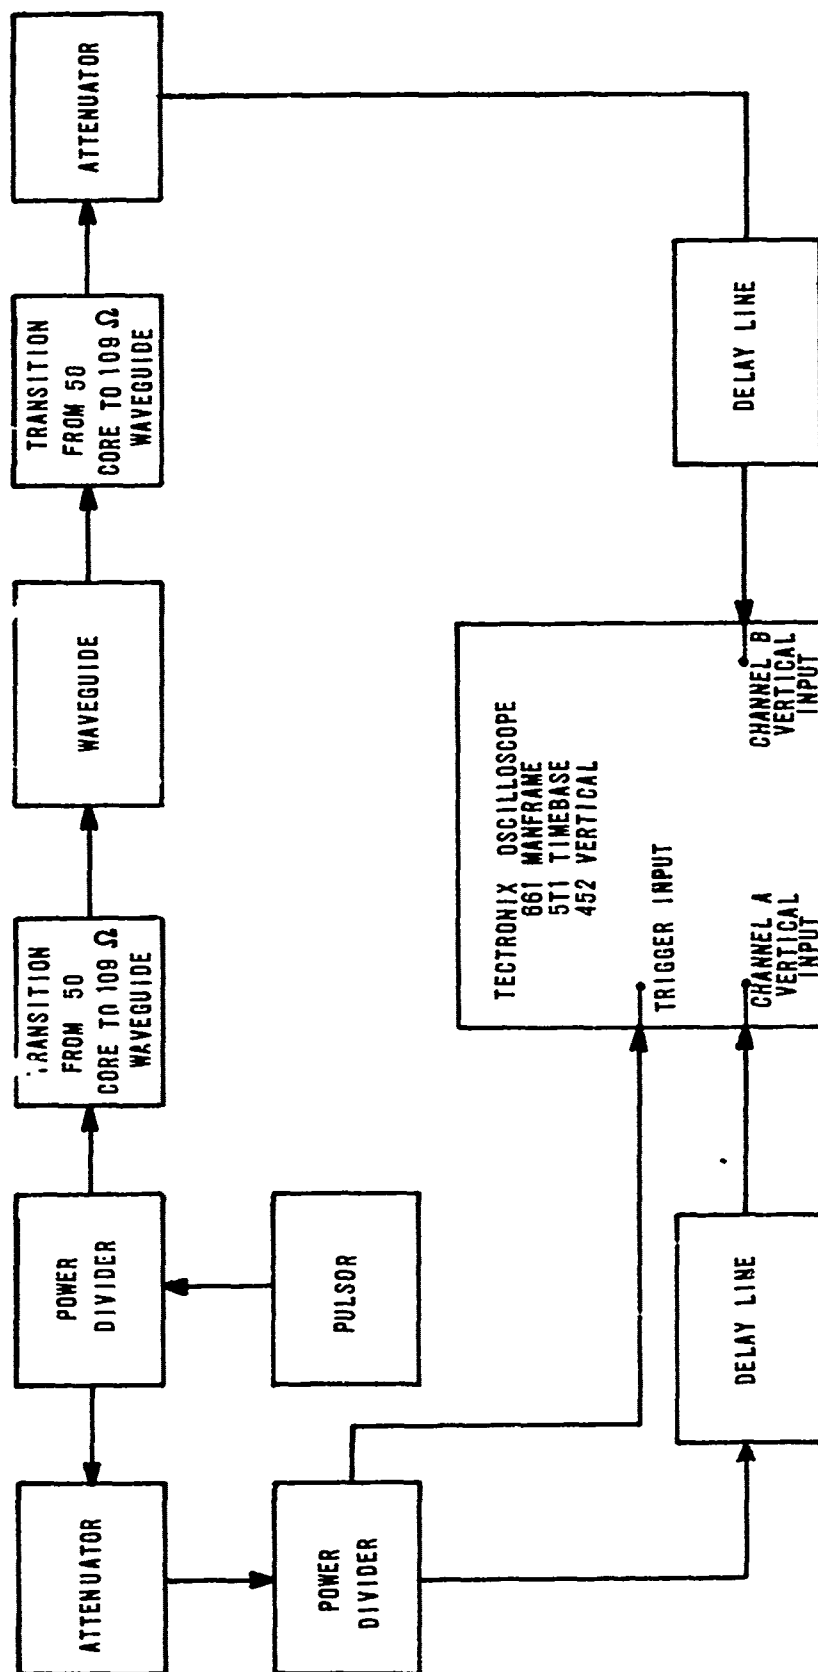 ATTENUATOR
POWER
DIVIDER
TRANSITION
FROM 50
CORE TO 109 Ω
WAVEGUIDE
WAVEGUIDE
TRANSITION
FROM 50
CORE TO 109 Ω
WAVEGUIDE
ATTENUATOR
POWER
DIVIDER
PULSOR
TECTRONIX OSCILLOSCOPE
661 MANFRAME
5T1 TIMEBASE
452 VERTICAL
TRIGGER INPUT
DELAY LINE
CHANNEL A
VERTICAL
INPUT
CHANNEL B
VERTICAL
INPUT
DELAY LINE